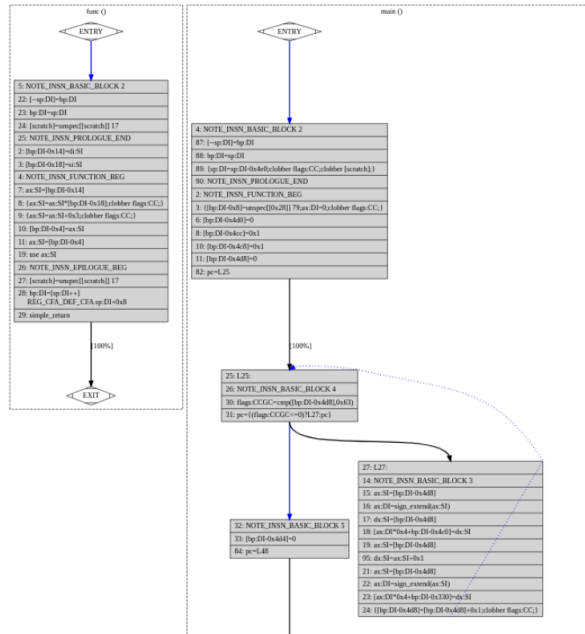 func ()
ENTRY
5: NOTE_INSN_BASIC_BLOCK 2
22: [--sp:DI]=bp:DI
23: bp:DI=sp:DI
24: [scratch]=unspec[[scratch]] 17
25: NOTE_INSN_PROLOGUE_END
2: [bp:DI-0x14]=di:SI
3: [bp:DI-0x18]=si:SI
4: NOTE_INSN_FUNCTION_BEG
7: ax:SI=[bp:DI-0x14]
8: {ax:SI=ax:SI*[bp:DI-0x18];clobber flags:CC;}
9: {ax:SI=ax:SI+0x3;clobber flags:CC;}
10: [bp:DI-0x4]=ax:SI
11: ax:SI=[bp:DI-0x4]
19: use ax:SI
26: NOTE_INSN_EPILOGUE_BEG
27: [scratch]=unspec[[scratch]] 17
28: bp:DI=[sp:DI++]
REG_CFA_DEF_CFA sp:DI+0x8
29: simple_return
[100%]
EXIT
main ()
ENTRY
4: NOTE_INSN_BASIC_BLOCK 2
87: [--sp:DI]=bp:DI
88: bp:DI=sp:DI
89: {sp:DI=sp:DI-0x4e0;clobber flags:CC;clobber [scratch];}
90: NOTE_INSN_PROLOGUE_END
2: NOTE_INSN_FUNCTION_BEG
3: {[bp:DI-0x8]=unspec[[0x28]] 79;ax:DI=0;clobber flags:CC;}
6: [bp:DI-0x4d0]=0
8: [bp:DI-0x4cc]=0x1
10: [bp:DI-0x4c8]=0x1
11: [bp:DI-0x4d8]=0
82: pc=L25
[100%]
25: L25:
26: NOTE_INSN_BASIC_BLOCK 4
30: flags:CCGC=cmp([bp:DI-0x4d8],0x63)
31: pc={(flags:CCGC<=0)?L27:pc}
32: NOTE_INSN_BASIC_BLOCK 5
33: [bp:DI-0x4d4]=0
84: pc=L48
27: L27:
14: NOTE_INSN_BASIC_BLOCK 3
15: ax:SI=[bp:DI-0x4d8]
16: ax:DI=sign_extend(ax:SI)
17: dx:SI=[bp:DI-0x4d8]
18: [ax:DI*0x4+bp:DI-0x4c0]=dx:SI
19: ax:SI=[bp:DI-0x4d8]
95: dx:SI=ax:SI+0x1
21: ax:SI=[bp:DI-0x4d8]
22: ax:DI=sign_extend(ax:SI)
23: [ax:DI*0x4+bp:DI-0x330]=dx:SI
24: {[bp:DI-0x4d8]=[bp:DI-0x4d8]+0x1;clobber flags:CC;}